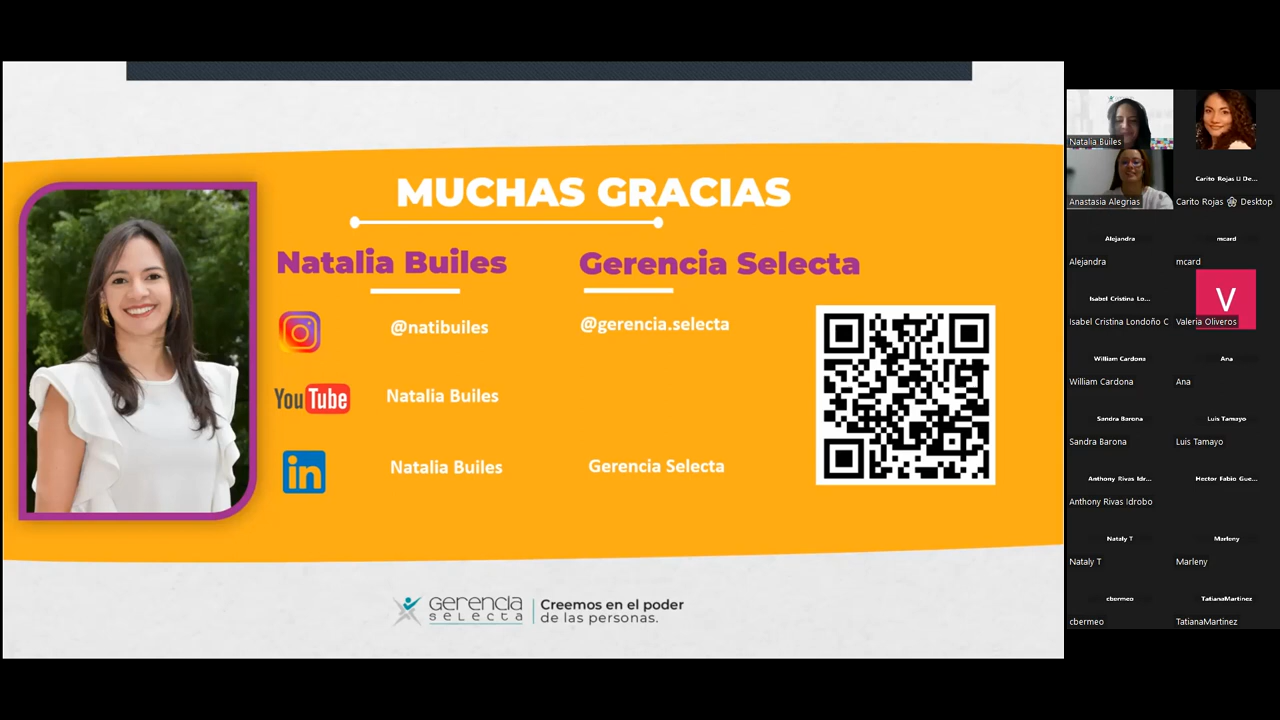 MUCHAS GRACIAS
Natalia Builes
Gerencia Selecta
@natibuiles
@gerencia.selecta
YouTube
Natalia Builes
in
Natalia Builes
Gerencia Selecta
gerencia
selecta
Creemos en el poder
de las personas.
Natalia Builes
Carito Rojas U De...
Anastasia Alegrias
Carito Rojas Desktop
Alejandra
mcard
Alejandra
mcard
Isabel Cristina Lo...
V
Isabel Cristina Londoño C
Valeria Oliveros
William Cardona
Ana
William Cardona
Ana
Sandra Barona
Luis Tamayo
Sandra Barona
Luis Tamayo
Anthony Rivas Idr...
Hector Fabio Gue...
Anthony Rivas Idrobo
Nataly T
Marleny
Nataly T
Marleny
cbermeo
TatianaMartinez
cbermeo
TatianaMartinez